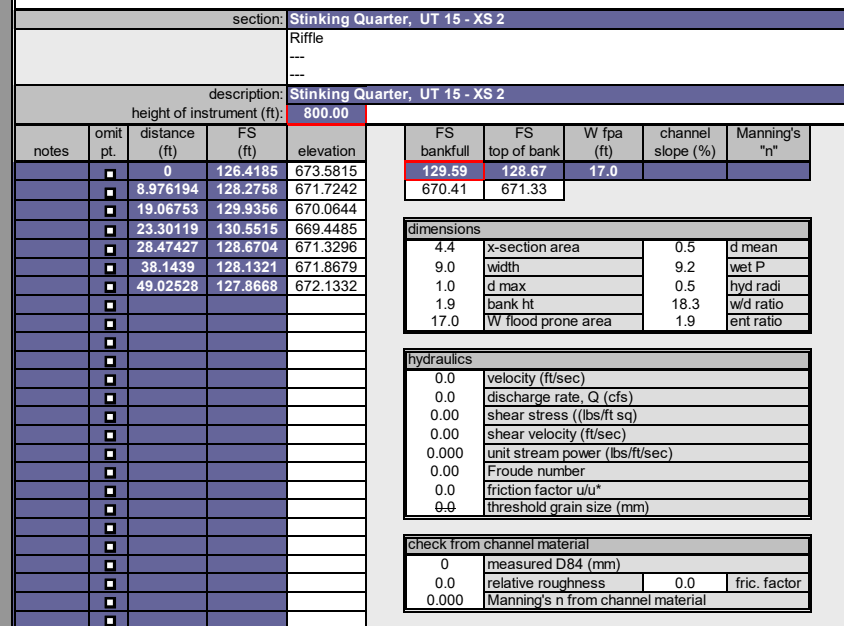 section: Stinking Quarter, UT 15 - XS 2
Riffle
---
---
description: Stinking Quarter, UT 15 - XS 2
height of instrument (ft): 800.00
omit distance FS FS FS W fpa channel Manning's
notes pt. (ft) (ft) elevation bankfull top of bank (ft) slope (%) "n"
0 126.4185 673.5815 129.59 128.67 17.0
8.976194 128.2758 671.7242 670.41 671.33
19.06753 129.9356 670.0644
23.30119 130.5515 669.4485 dimensions
28.47427 128.6704 671.3296 4.4 x-section area 0.5 d mean
38.1439 128.1321 671.8679 9.0 width 9.2 wet P
49.02528 127.8668 672.1332 1.0 d max 0.5 hyd radi
1.9 bank ht 18.3 w/d ratio
17.0 W flood prone area 1.9 ent ratio
hydraulics
0.0 velocity (ft/sec)
0.0 discharge rate, Q (cfs)
0.00 shear stress ((lbs/ft sq)
0.00 shear velocity (ft/sec)
0.000 unit stream power (lbs/ft/sec)
0.00 Froude number
0.0 friction factor u/u*
0.0 threshold grain size (mm)
check from channel material
0 measured D84 (mm)
0.0 relative roughness 0.0 fric. factor
0.000 Manning's n from channel material